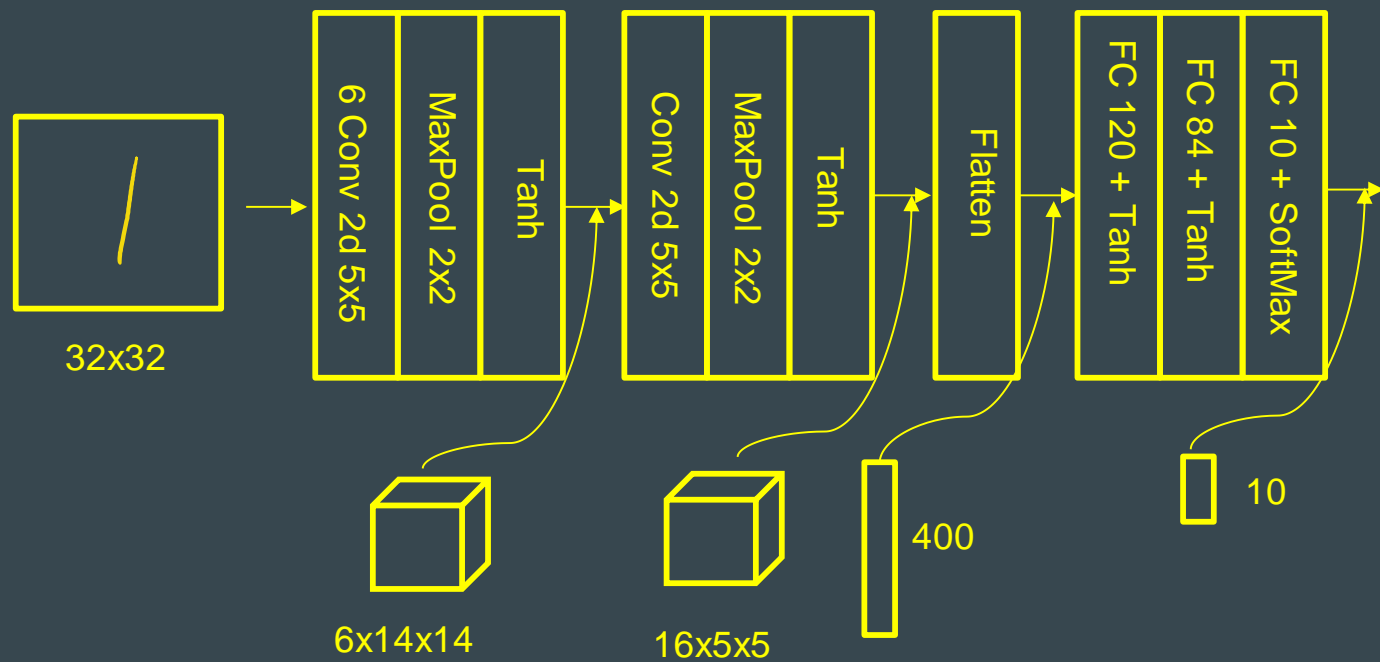 32x32
6 Conv 2d 5x5
MaxPool 2x2
Tanh
6x14x14
Conv 2d 5x5
MaxPool 2x2
Tanh
16x5x5
Flatten
400
FC 120 + Tanh
FC 84 + Tanh
FC 10 + SoftMax
10